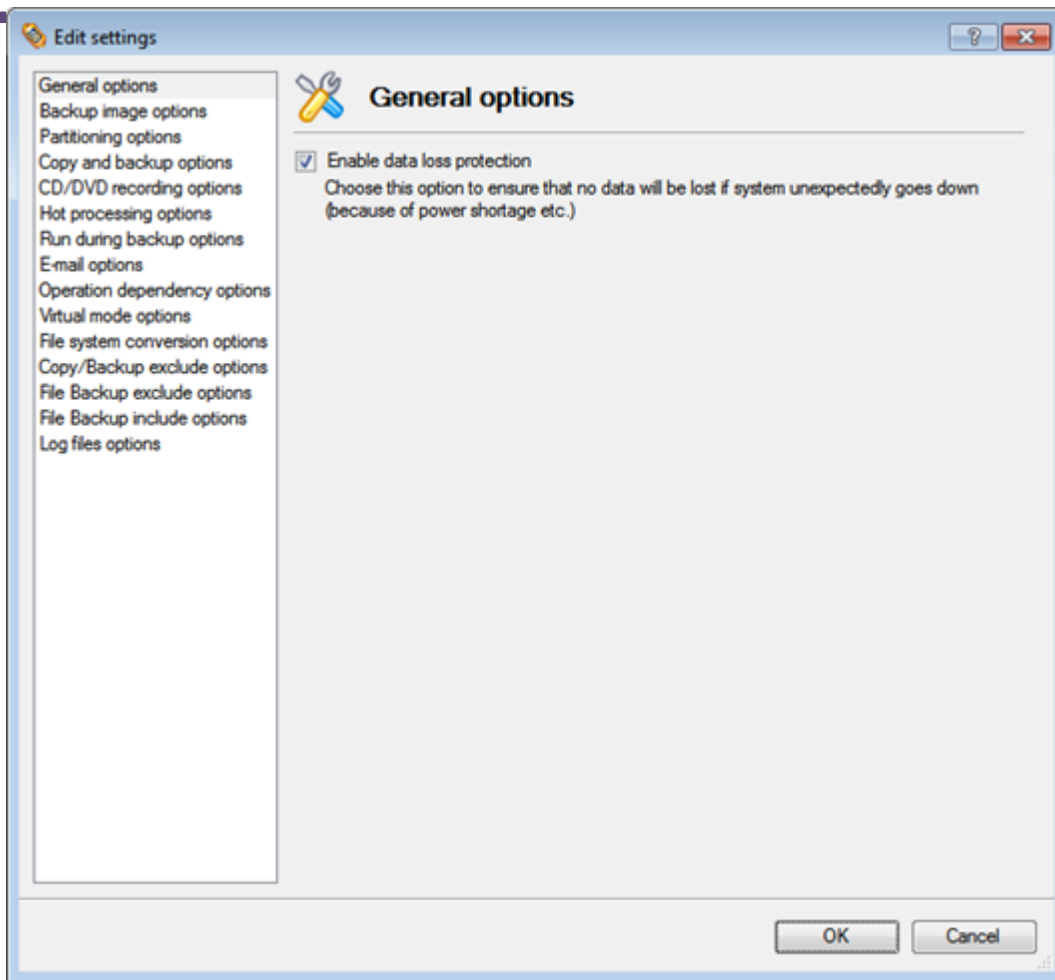 Edit settings
General options
Backup image options
Partitioning options
Copy and backup options
CD/DVD recording options
Hot processing options
Run during backup options
E-mail options
Operation dependency options
Virtual mode options
File system conversion options
Copy/Backup exclude options
File Backup exclude options
File Backup include options
Log files options
General options
Enable data loss protection
Choose this option to ensure that no data will be lost if system unexpectedly goes down
(because of power shortage etc.)
OK
Cancel